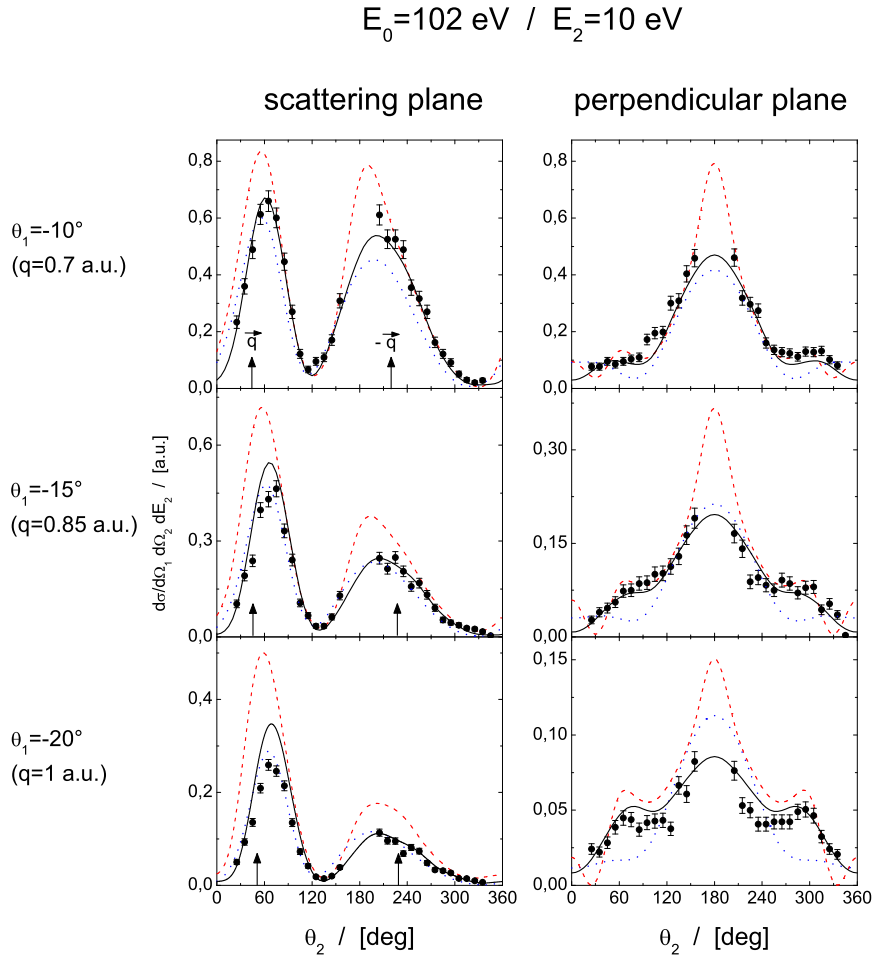 E0=102 eV / E2=10 eV
scattering plane
perpendicular plane
θ1=-10°
(q=0.7 a.u.)
0,8
0,6
0,4
0,2
0,0
q
-q
0,8
0,6
0,4
0,2
0,0
θ1=-15°
(q=0.85 a.u.)
dσ/dΩ1 dΩ2 dE2 / [a.u.]
0,6
0,3
0,0
0,30
0,15
0,00
θ1=-20°
(q=1 a.u.)
0,4
0,2
0,0
0 60 120 180 240 300 360
θ2 / [deg]
0,15
0,10
0,05
0,00
0 60 120 180 240 300 360
θ2 / [deg]